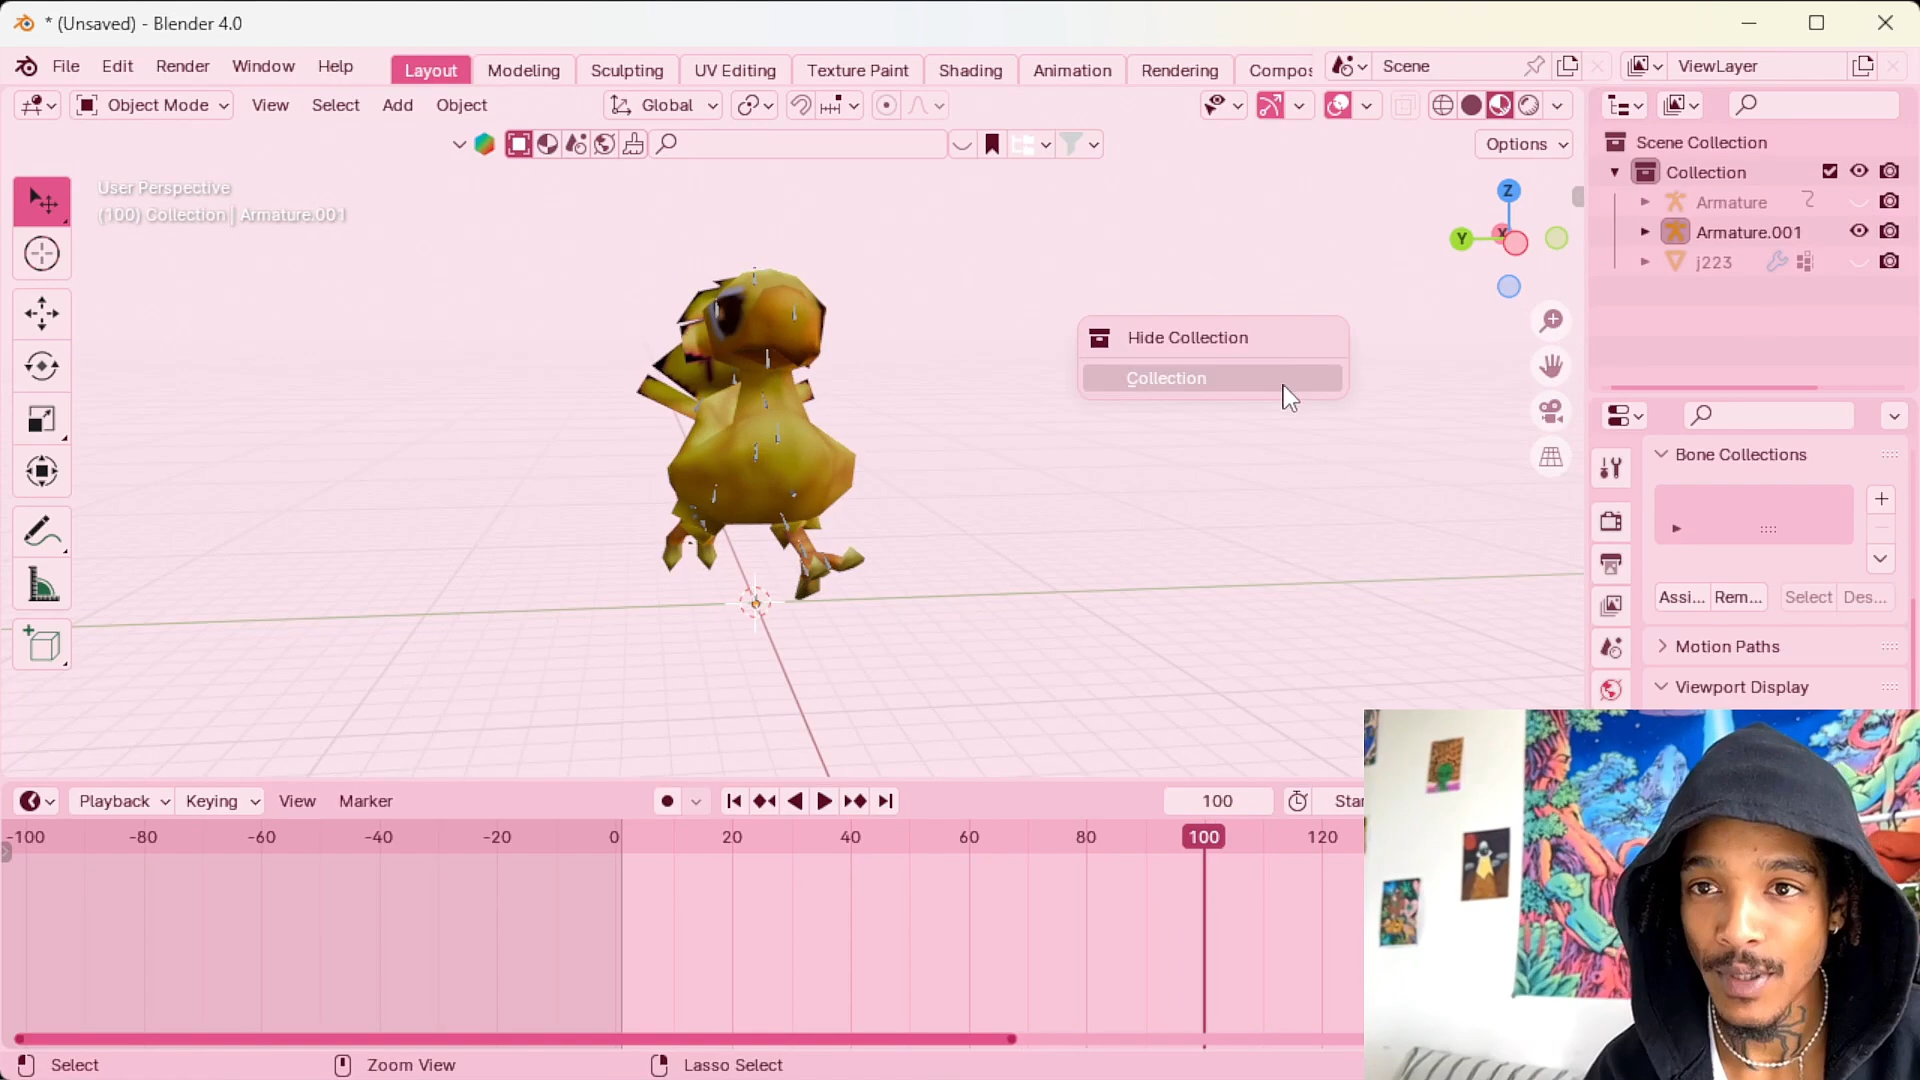 * (Unsaved) - Blender 4.0
File Edit Render Window Help Layout Modeling Sculpting UV Editing Texture Paint Shading Animation Rendering Compos Scene ViewLayer
Object Mode View Select Add Object Global
Options
User Perspective
(100) Collection | Armature.001
Z
Y X
Scene Collection
Collection
Armature
Armature.001
j223
Hide Collection
Collection
Bone Collections
Assi... Rem... Select Des...
Motion Paths
Viewport Display
Playback Keying View Marker 100 Star
-100 -80 -60 -40 -20 0 20 40 60 80 100 120
Select Zoom View Lasso Select